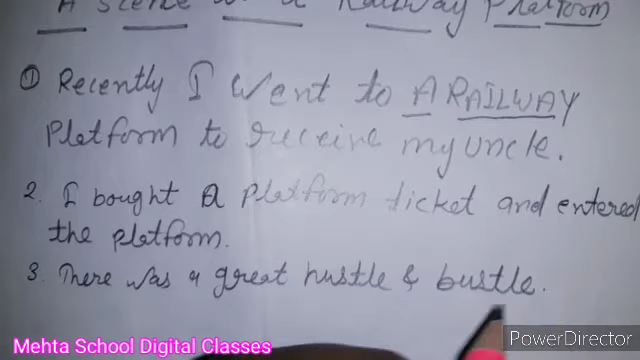 A Scene at a Railway Platform
① Recently I went to A RAILWAY
Platform to receive my uncle.
2. I bought a platform ticket and entered
the platform.
3. There was a great hustle & bustle.
Mehta School Digital Classes
PowerDirector